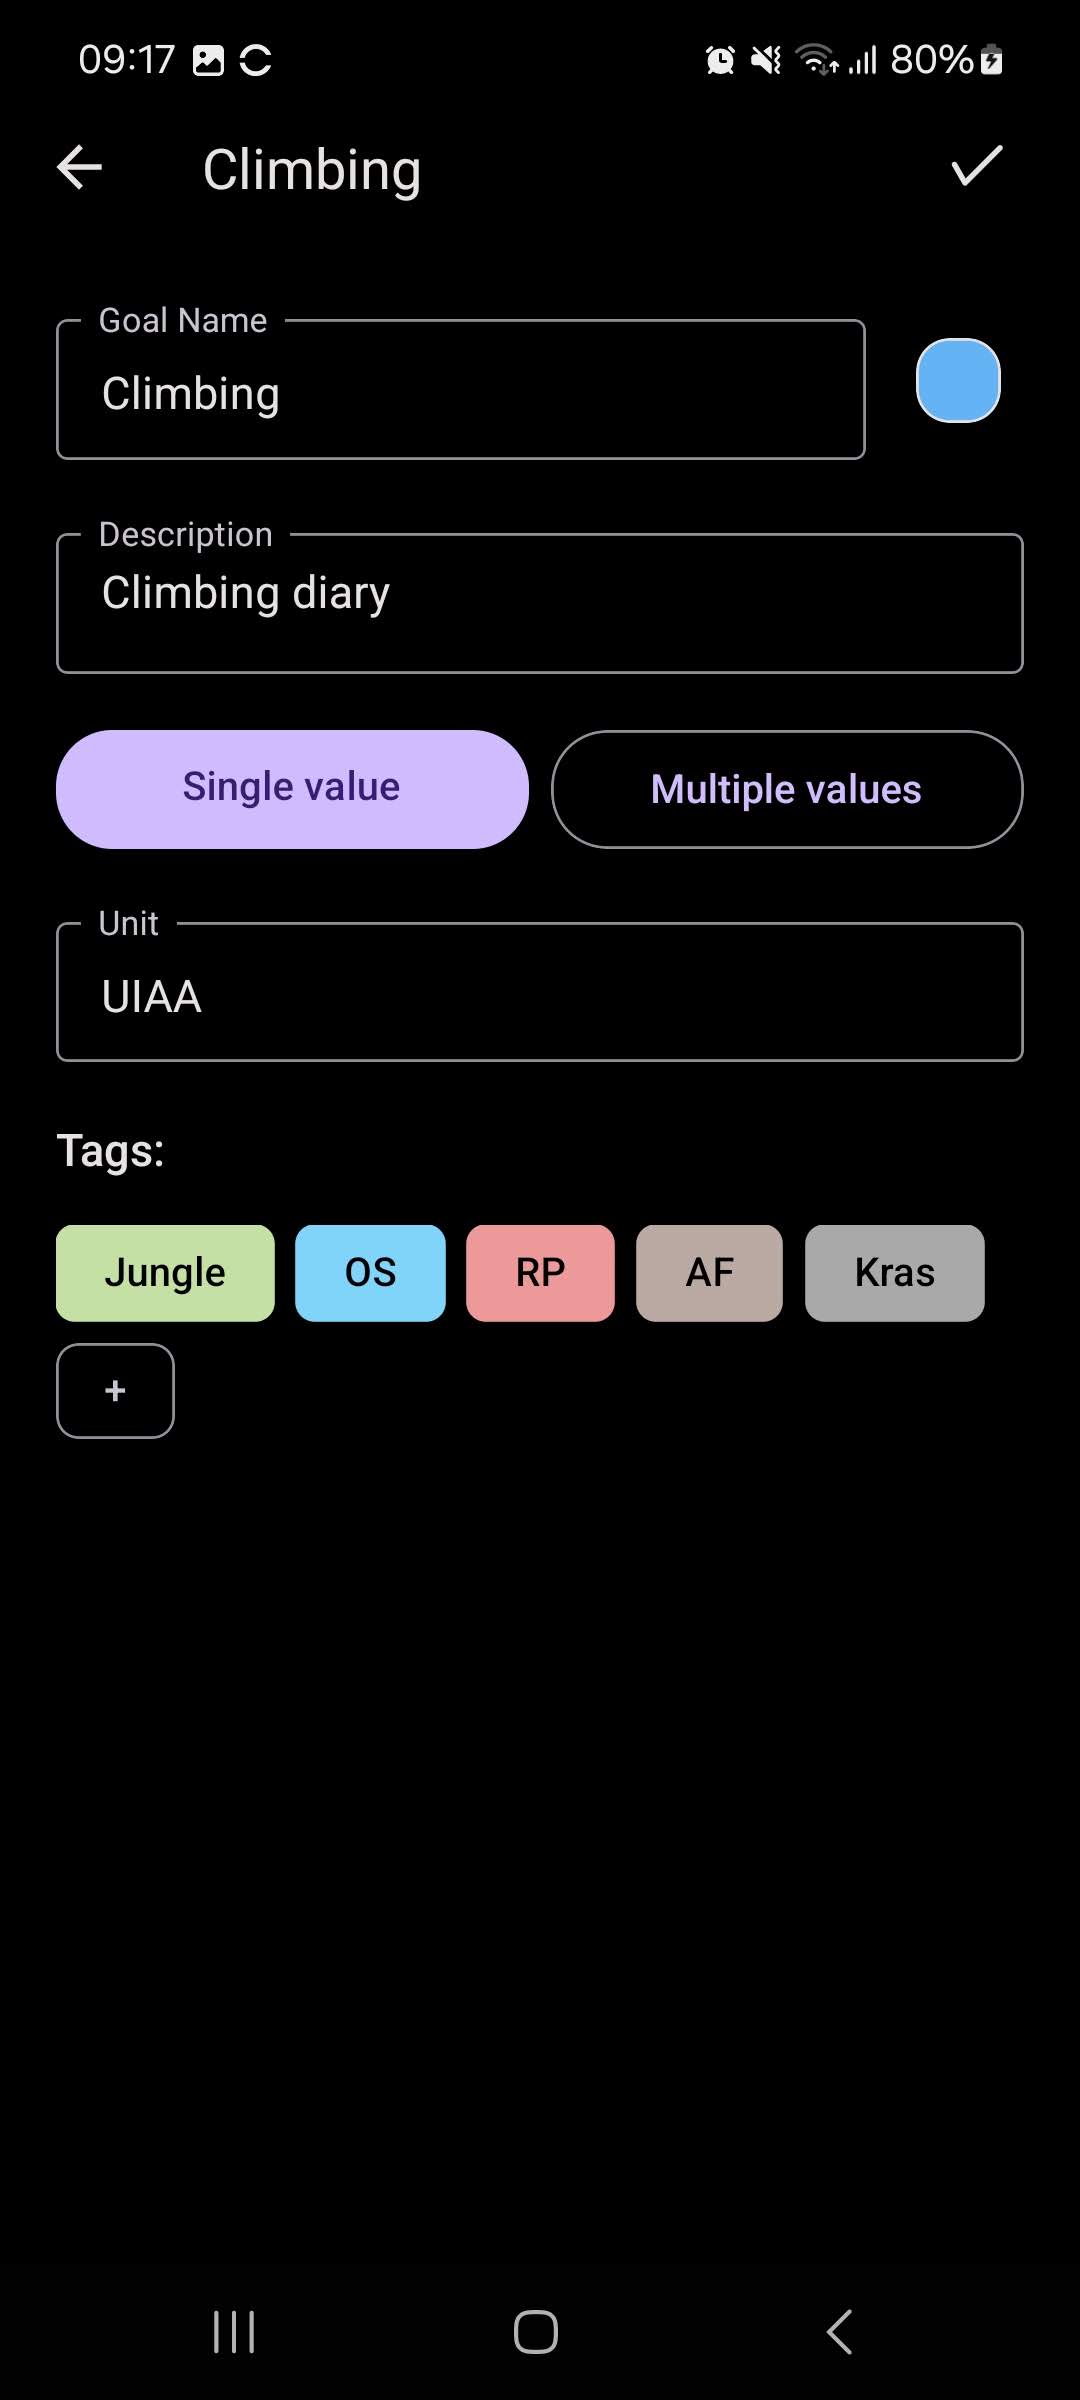 09:17 80%
Climbing
Goal Name
Climbing
Description
Climbing diary
Single value Multiple values
Unit
UIAA
Tags:
Jungle OS RP AF Kras
+